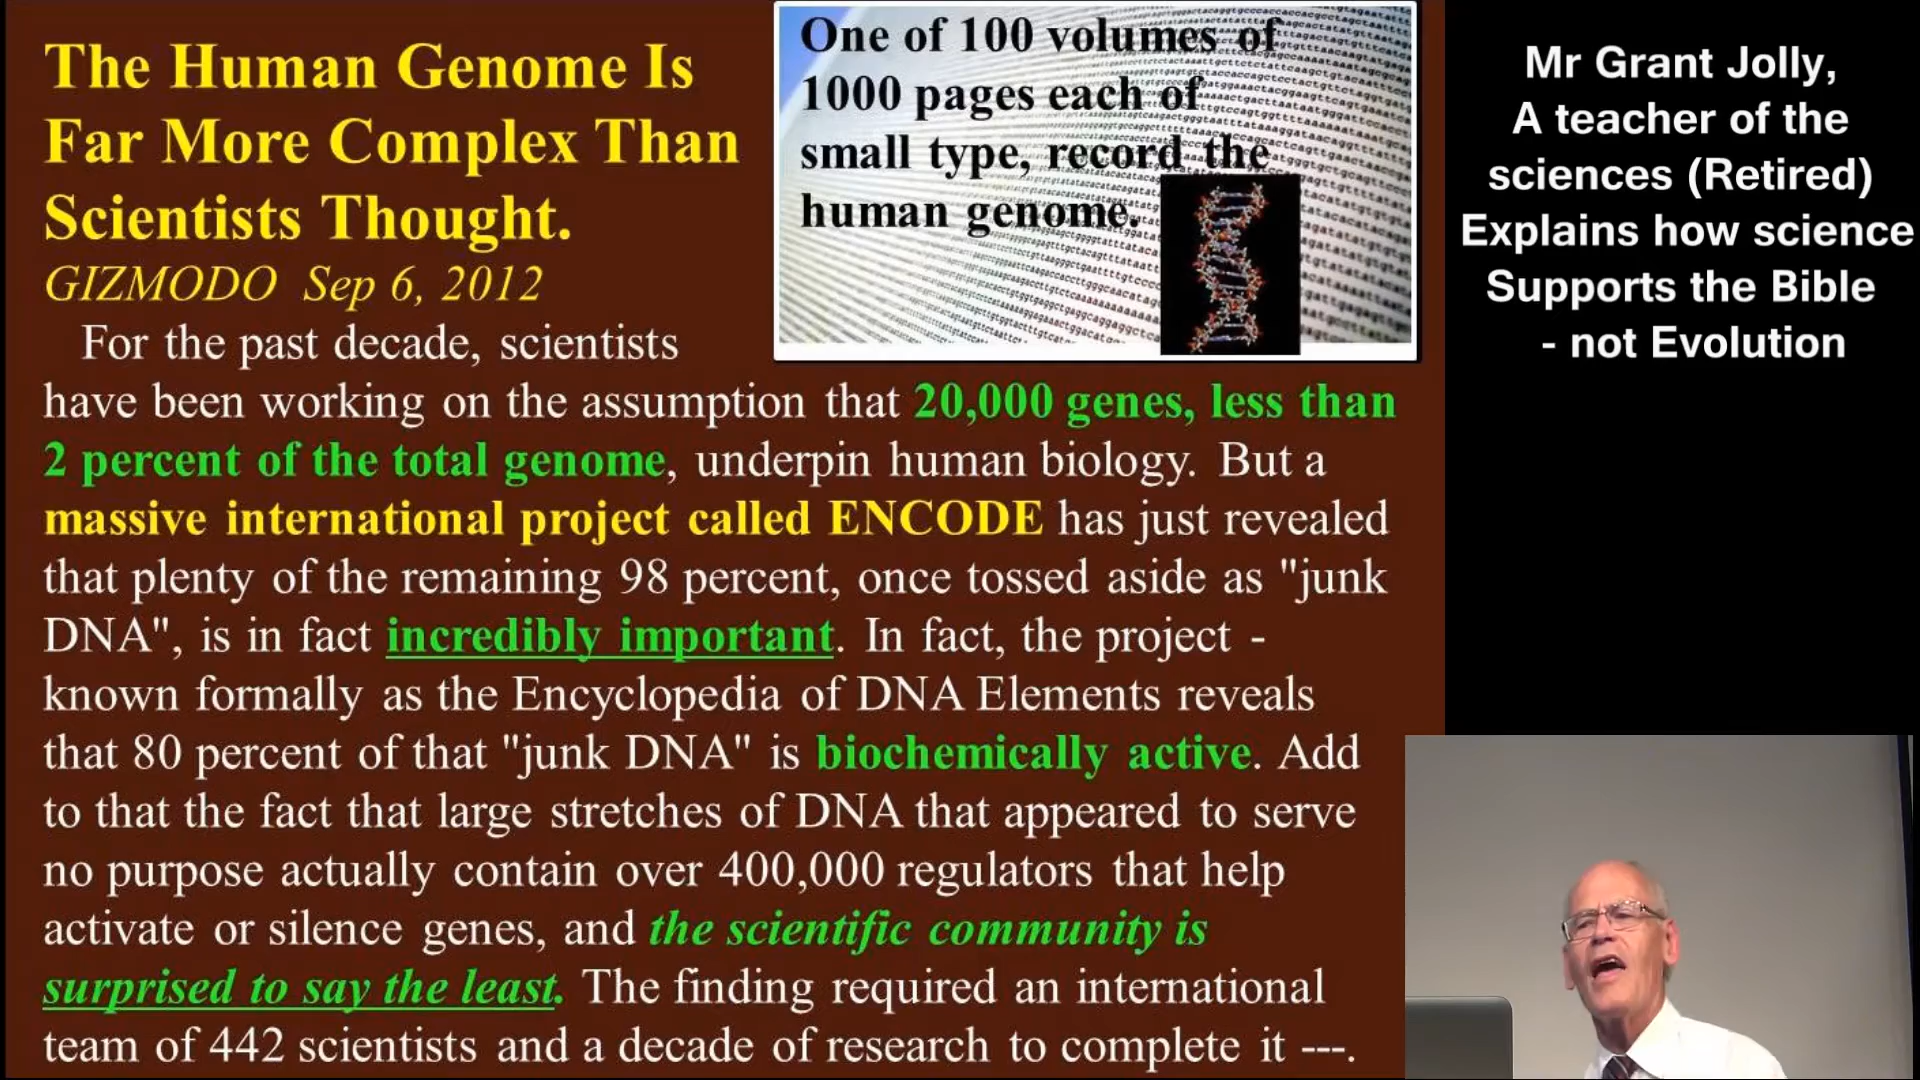 The Human Genome Is
Far More Complex Than
Scientists Thought.
GIZMODO Sep 6, 2012
For the past decade, scientists
have been working on the assumption that 20,000 genes, less than
2 percent of the total genome, underpin human biology. But a
massive international project called ENCODE has just revealed
that plenty of the remaining 98 percent, once tossed aside as "junk
DNA", is in fact incredibly important. In fact, the project -
known formally as the Encyclopedia of DNA Elements reveals
that 80 percent of that "junk DNA" is biochemically active. Add
to that the fact that large stretches of DNA that appeared to serve
no purpose actually contain over 400,000 regulators that help
activate or silence genes, and the scientific community is
surprised to say the least. The finding required an international
team of 442 scientists and a decade of research to complete it ---.
One of 100 volumes of
1000 pages each of
small type, record the
human genome.
Mr Grant Jolly,
A teacher of the
sciences (Retired)
Explains how science
Supports the Bible
- not Evolution